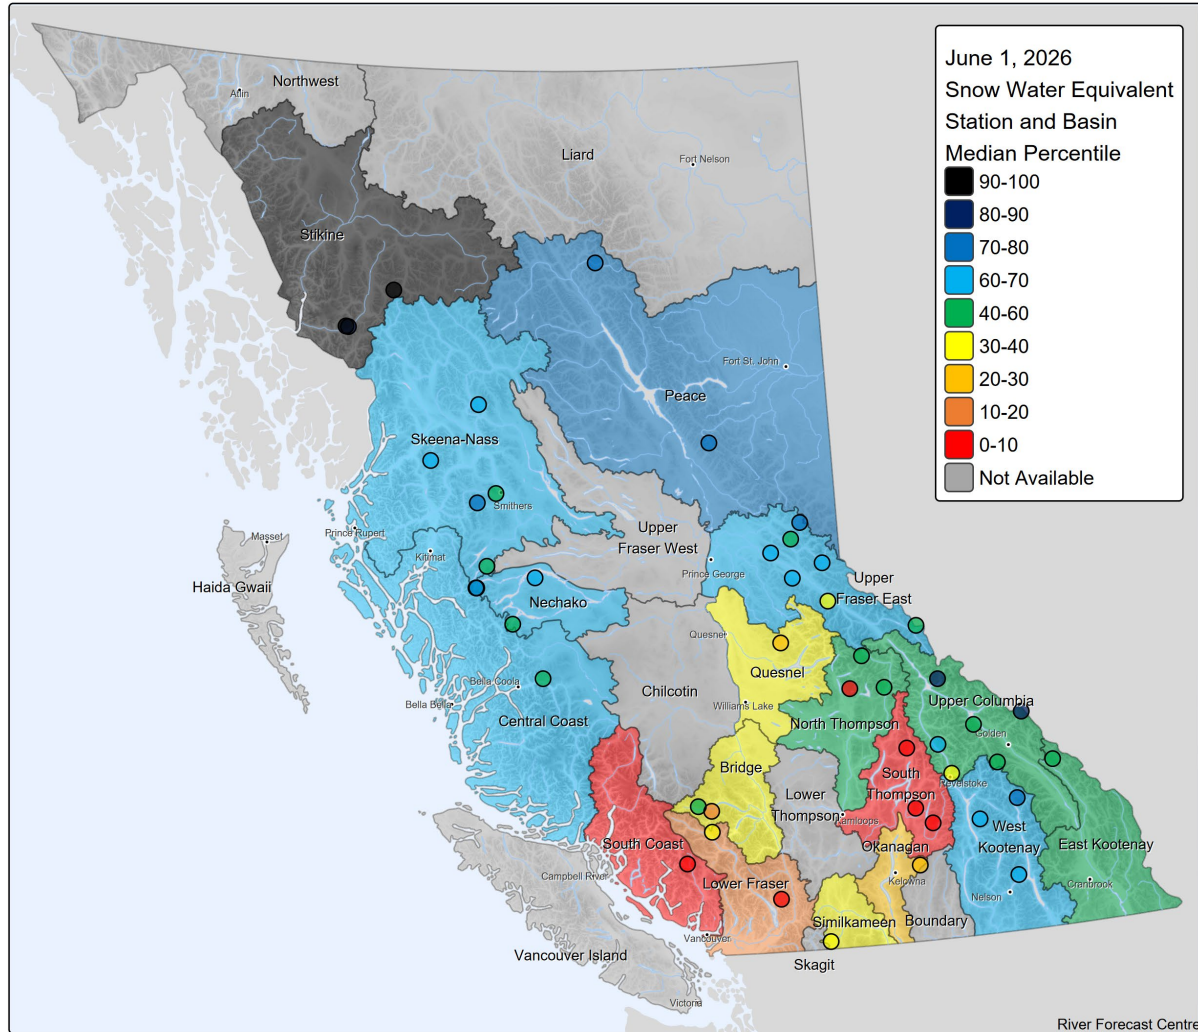 June 1, 2026
Snow Water Equivalent
Station and Basin
Median Percentile
90-100
80-90
70-80
60-70
40-60
30-40
20-30
10-20
0-10
Not Available
Northwest
Atlin
Liard
Fort Nelson
Stikine
Fort St. John
Peace
Skeena-Nass
Smithers
Prince Rupert
Masset
Kitimat
Upper
Fraser West
Prince George
Haida Gwaii
Upper
Fraser East
Nechako
Quesnel
Quesnel
Bella Coola
Chilcotin
Bella Bella
Williams Lake
Central Coast
North Thompson
Upper Columbia
Golden
Bridge
South
Thompson
Revelstoke
Lower
Thompson
Kamloops
West
Kootenay
South Coast
Okanagan
East Kootenay
Campbell River
Lower Fraser
Kelowna
Cranbrook
Nelson
Similkameen
Boundary
Vancouver
Vancouver Island
Skagit
Victoria
River Forecast Centre